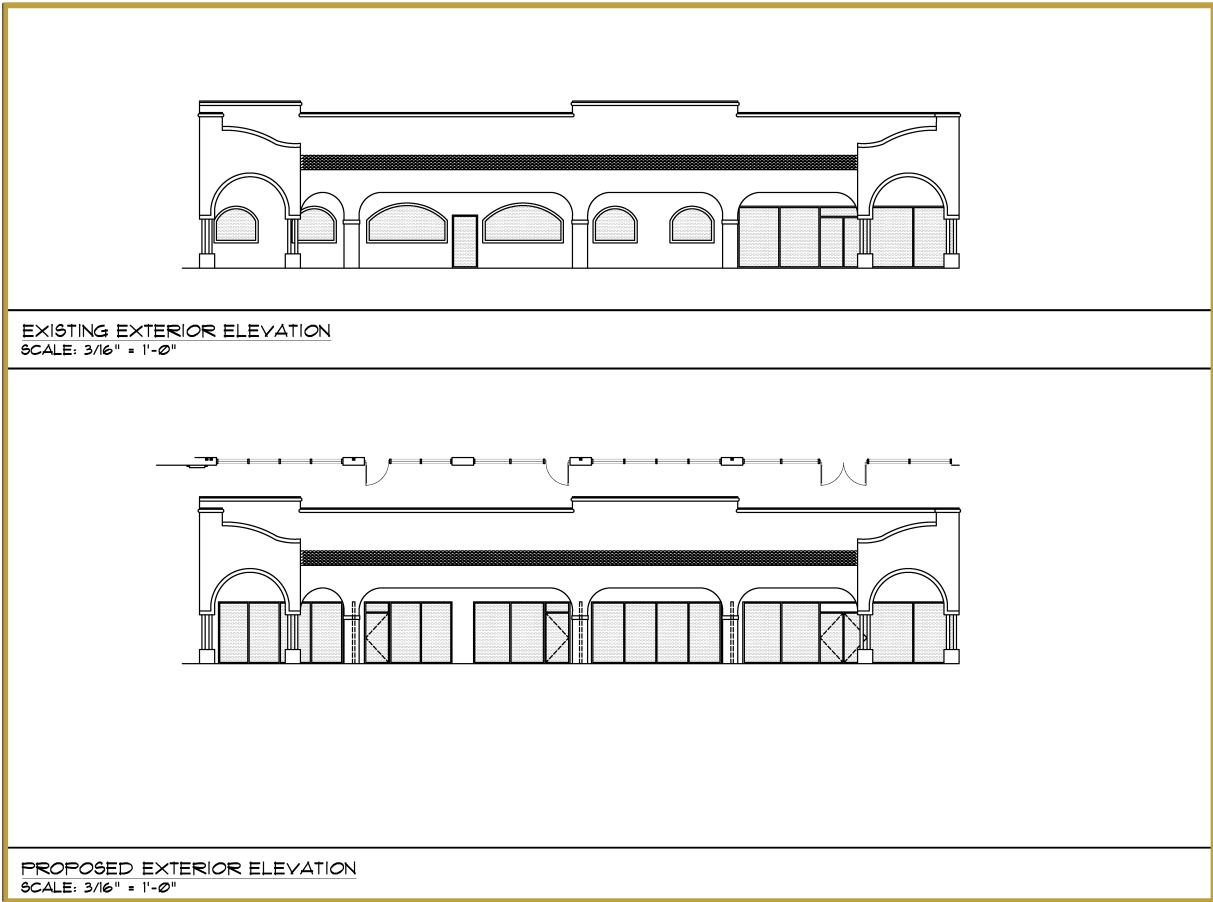 EXISTING EXTERIOR ELEVATION
SCALE: 3/16" = 1'-0"
PROPOSED EXTERIOR ELEVATION
SCALE: 3/16" = 1'-0"